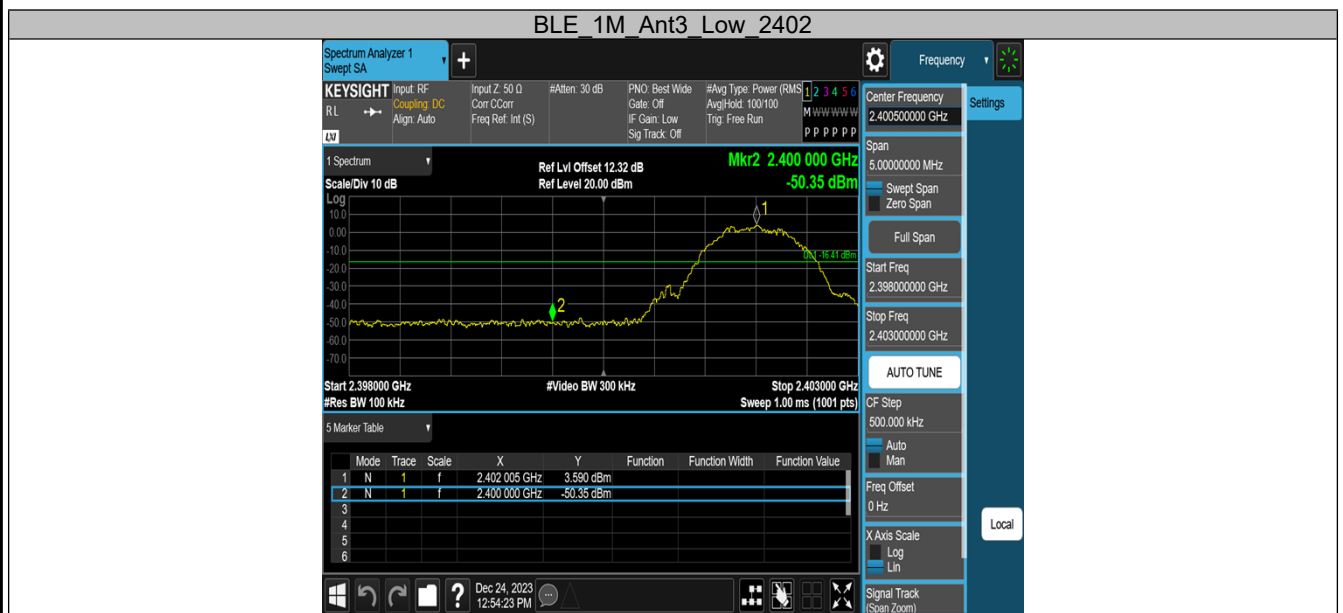 BLE_1M_Ant3_Low_2402
Spectrum Analyzer 1
Swept SA
+
Frequency
KEYSIGHT
RL
LXI
Input: RF
Coupling: DC
Align: Auto
Input Z: 50 Ω
Corr CCorr
Freq Ref: Int (S)
#Atten: 30 dB
PNO: Best Wide
Gate: Off
IF Gain: Low
Sig Track: Off
#Avg Type: Power (RMS
Avg|Hold: 100/100
Trig: Free Run
1 2 3 4 5 6
M W W W W W
P P P P P P
Center Frequency
2.400500000 GHz
Settings
Span
5.00000000 MHz
Swept Span
Zero Span
Full Span
Start Freq
2.398000000 GHz
Stop Freq
2.403000000 GHz
AUTO TUNE
CF Step
500.000 kHz
Auto
Man
Freq Offset
0 Hz
X Axis Scale
Log
Lin
Signal Track
(Span Zoom)
Local
1 Spectrum
Scale/Div 10 dB
Ref Lvl Offset 12.32 dB
Ref Level 20.00 dBm
Mkr2 2.400 000 GHz
-50.35 dBm
Log
10.0
0.00
-10.0
-20.0
-30.0
-40.0
-50.0
-60.0
-70.0
1
2
-16.41 dBm
Start 2.398000 GHz
#Res BW 100 kHz
#Video BW 300 kHz
Stop 2.403000 GHz
Sweep 1.00 ms (1001 pts)
5 Marker Table
Mode Trace Scale X Y Function Function Width Function Value
1 N 1 f 2.402 005 GHz 3.590 dBm
2 N 1 f 2.400 000 GHz -50.35 dBm
3
4
5
6
?
Dec 24, 2023
12:54:23 PM